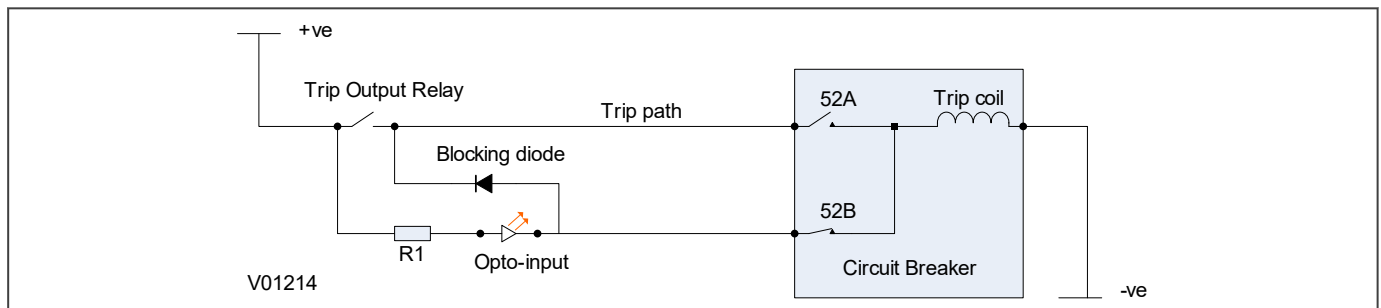 +ve
Trip Output Relay
Trip path
52A
Trip coil
Blocking diode
52B
R1
Opto-input
Circuit Breaker
V01214
-ve